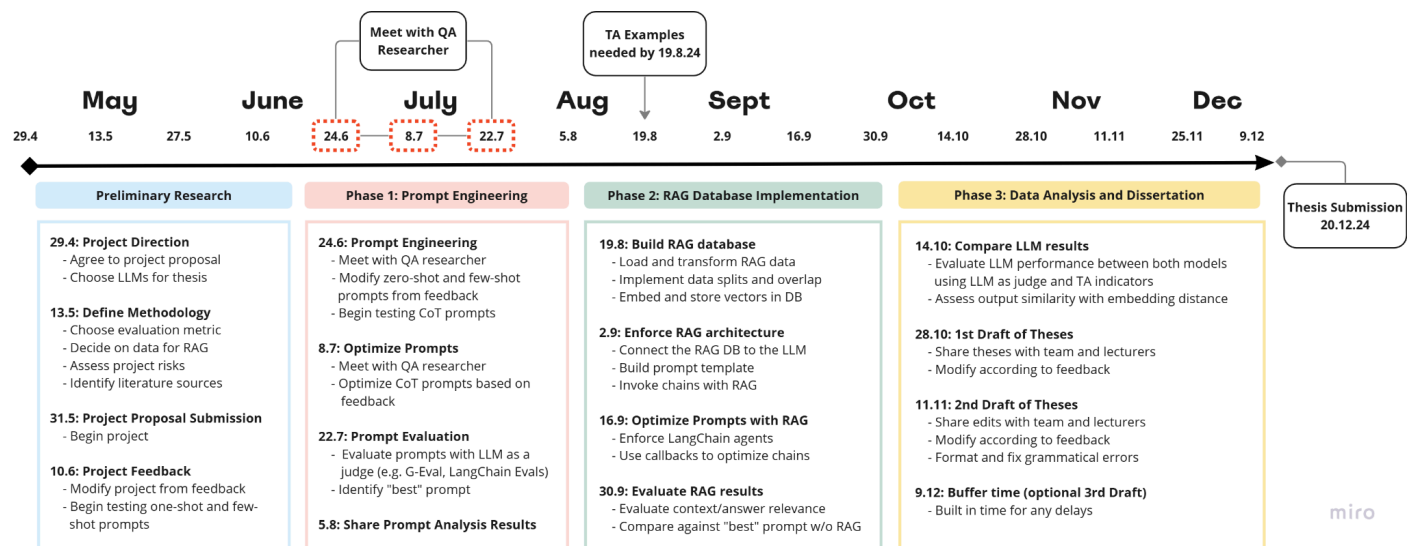 Meet with QA
Researcher
TA Examples
needed by 19.8.24
May June July Aug Sept Oct Nov Dec
29.4 13.5 27.5 10.6 24.6 8.7 22.7 5.8 19.8 2.9 16.9 30.9 14.10 28.10 11.11 25.11 9.12
Thesis Submission
20.12.24
Preliminary Research
29.4: Project Direction
- Agree to project proposal
- Choose LLMs for thesis
13.5: Define Methodology
- Choose evaluation metric
- Decide on data for RAG
- Assess project risks
- Identify literature sources
31.5: Project Proposal Submission
- Begin project
10.6: Project Feedback
- Modify project from feedback
- Begin testing one-shot and few-
shot prompts
Phase 1: Prompt Engineering
24.6: Prompt Engineering
- Meet with QA researcher
- Modify zero-shot and few-shot
prompts from feedback
- Begin testing CoT prompts
8.7: Optimize Prompts
- Meet with QA researcher
- Optimize CoT prompts based on
feedback
22.7: Prompt Evaluation
- Evaluate prompts with LLM as a
judge (e.g. G-Eval, LangChain Evals)
- Identify "best" prompt
5.8: Share Prompt Analysis Results
Phase 2: RAG Database Implementation
19.8: Build RAG database
- Load and transform RAG data
- Implement data splits and overlap
- Embed and store vectors in DB
2.9: Enforce RAG architecture
- Connect the RAG DB to the LLM
- Build prompt template
- Invoke chains with RAG
16.9: Optimize Prompts with RAG
- Enforce LangChain agents
- Use callbacks to optimize chains
30.9: Evaluate RAG results
- Evaluate context/answer relevance
- Compare against "best" prompt w/o RAG
Phase 3: Data Analysis and Dissertation
14.10: Compare LLM results
- Evaluate LLM performance between both models
using LLM as judge and TA indicators
- Assess output similarity with embedding distance
28.10: 1st Draft of Theses
- Share theses with team and lecturers
- Modify according to feedback
11.11: 2nd Draft of Theses
- Share edits with team and lecturers
- Modify according to feedback
- Format and fix grammatical errors
9.12: Buffer time (optional 3rd Draft)
- Built in time for any delays
miro